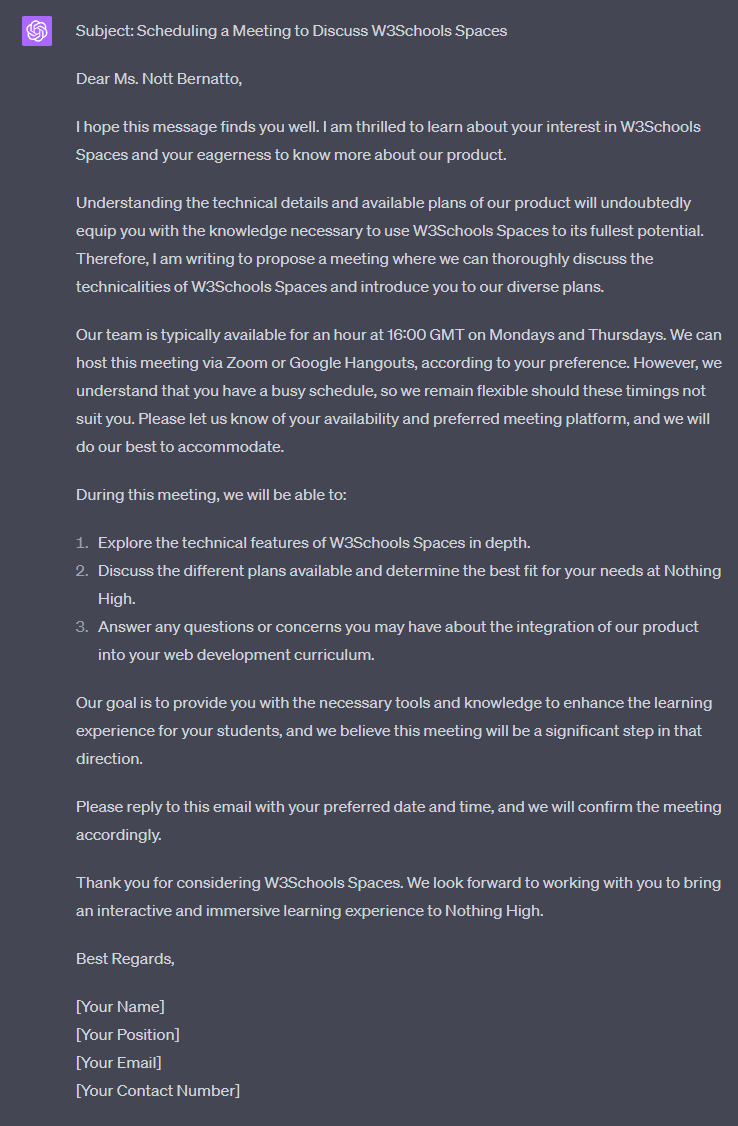 Subject: Scheduling a Meeting to Discuss W3Schools Spaces
Dear Ms. Nott Bernatto,
I hope this message finds you well. I am thrilled to learn about your interest in W3Schools
Spaces and your eagerness to know more about our product.
Understanding the technical details and available plans of our product will undoubtedly
equip you with the knowledge necessary to use W3Schools Spaces to its fullest potential.
Therefore, I am writing to propose a meeting where we can thoroughly discuss the
technicalities of W3Schools Spaces and introduce you to our diverse plans.
Our team is typically available for an hour at 16:00 GMT on Mondays and Thursdays. We can
host this meeting via Zoom or Google Hangouts, according to your preference. However, we
understand that you have a busy schedule, so we remain flexible should these timings not
suit you. Please let us know of your availability and preferred meeting platform, and we will
do our best to accommodate.
During this meeting, we will be able to:
1. Explore the technical features of W3Schools Spaces in depth.
2. Discuss the different plans available and determine the best fit for your needs at Nothing
High.
3. Answer any questions or concerns you may have about the integration of our product
into your web development curriculum.
Our goal is to provide you with the necessary tools and knowledge to enhance the learning
experience for your students, and we believe this meeting will be a significant step in that
direction.
Please reply to this email with your preferred date and time, and we will confirm the meeting
accordingly.
Thank you for considering W3Schools Spaces. We look forward to working with you to bring
an interactive and immersive learning experience to Nothing High.
Best Regards,
[Your Name]
[Your Position]
[Your Email]
[Your Contact Number]